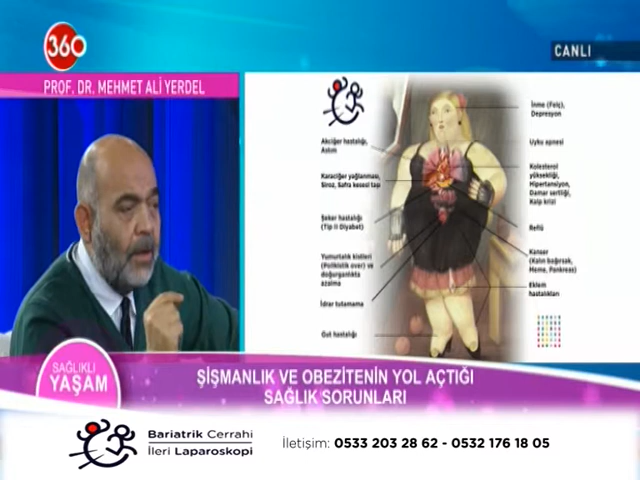 360
CANLI
PROF. DR. MEHMET ALİ YERDEL
Akciğer hastalığı,
Astım
Karaciğer yağlanması,
Siroz, Safra kesesi taşı
Şeker hastalığı
(Tip II Diyabet)
Yumurtalık kistleri
(Polikistik over) ve
doğurganlıkta
azalma
İdrar tutamama
Gut hastalığı
İnme (Felç),
Depresyon
Uyku apnesi
Kolesterol
yüksekliği,
Hipertansiyon,
Damar sertliği,
Kalp krizi
Reflü
Kanser
(Kalın bağırsak,
Meme, Pankreas)
Eklem
hastalıkları
SAĞLIKLI
YAŞAM
ŞİŞMANLIK VE OBEZİTENİN YOL AÇTIĞI
SAĞLIK SORUNLARI
Bariatrik Cerrahi
İleri Laparoskopi
İletişim: 0533 203 28 62 - 0532 176 18 05